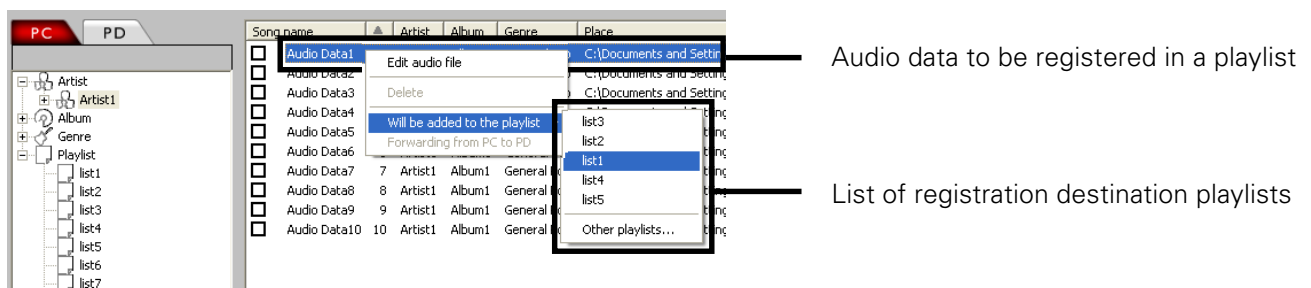 PC PD
Song name Artist Album Genre Place
Audio Data1 C:\Documents and Settin
Audio data to be registered in a playlist
Edit audio file
Audio Data2 C:\Documents and Setting
Artist
Delete
Audio Data3 C:\Documents and Setting
Artist1
Audio Data4
Album
Will be added to the playlist
list3
Audio Data5
Genre
Forwarding from PC to PD
list2
Audio Data6
Playlist
list1
Audio Data7 7 Artist1 Album1 General
list1
list4
Audio Data8 8 Artist1 Album1 General
list2
list5
List of registration destination playlists
Audio Data9 9 Artist1 Album1 General
list3
Audio Data10 10 Artist1 Album1 General
Other playlists...
list4
list5
list6
list7